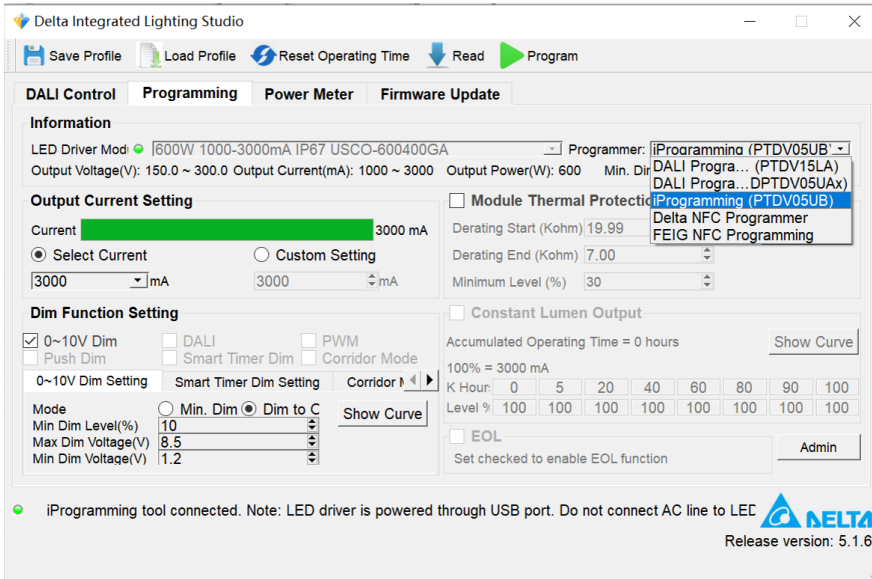 Delta Integrated Lighting Studio
Save Profile Load Profile Reset Operating Time Read Program
DALI Control Programming Power Meter Firmware Update
Information
LED Driver Mod 600W 1000-3000mA IP67 USCO-600400GA Programmer: iProgramming (PTDV05UB)
Output Voltage(V): 150.0 ~ 300.0 Output Current(mA): 1000 ~ 3000 Output Power(W): 600 Min. Dir
DALI Progra... (PTDV15LA)
DALI Progra...DPTDV05UAx)
iProgramming (PTDV05UB)
Delta NFC Programmer
FEIG NFC Programming
Output Current Setting
Current 3000 mA
Select Current Custom Setting
3000 mA 3000 mA
Module Thermal Protectic
Derating Start (Kohm) 19.99
Derating End (Kohm) 7.00
Minimum Level (%) 30
Dim Function Setting
0~10V Dim DALI PWM
Push Dim Smart Timer Dim Corridor Mode
0~10V Dim Setting Smart Timer Dim Setting Corridor
Mode Min. Dim Dim to C Show Curve
Min Dim Level(%) 10
Max Dim Voltage(V) 8.5
Min Dim Voltage(V) 1.2
Constant Lumen Output
Accumulated Operating Time = 0 hours Show Curve
100% = 3000 mA
K Hour: 0 5 20 40 60 80 90 100
Level % 100 100 100 100 100 100 100 100
EOL
Set checked to enable EOL function
Admin
iProgramming tool connected. Note: LED driver is powered through USB port. Do not connect AC line to LED
DELTA
Release version: 5.1.6